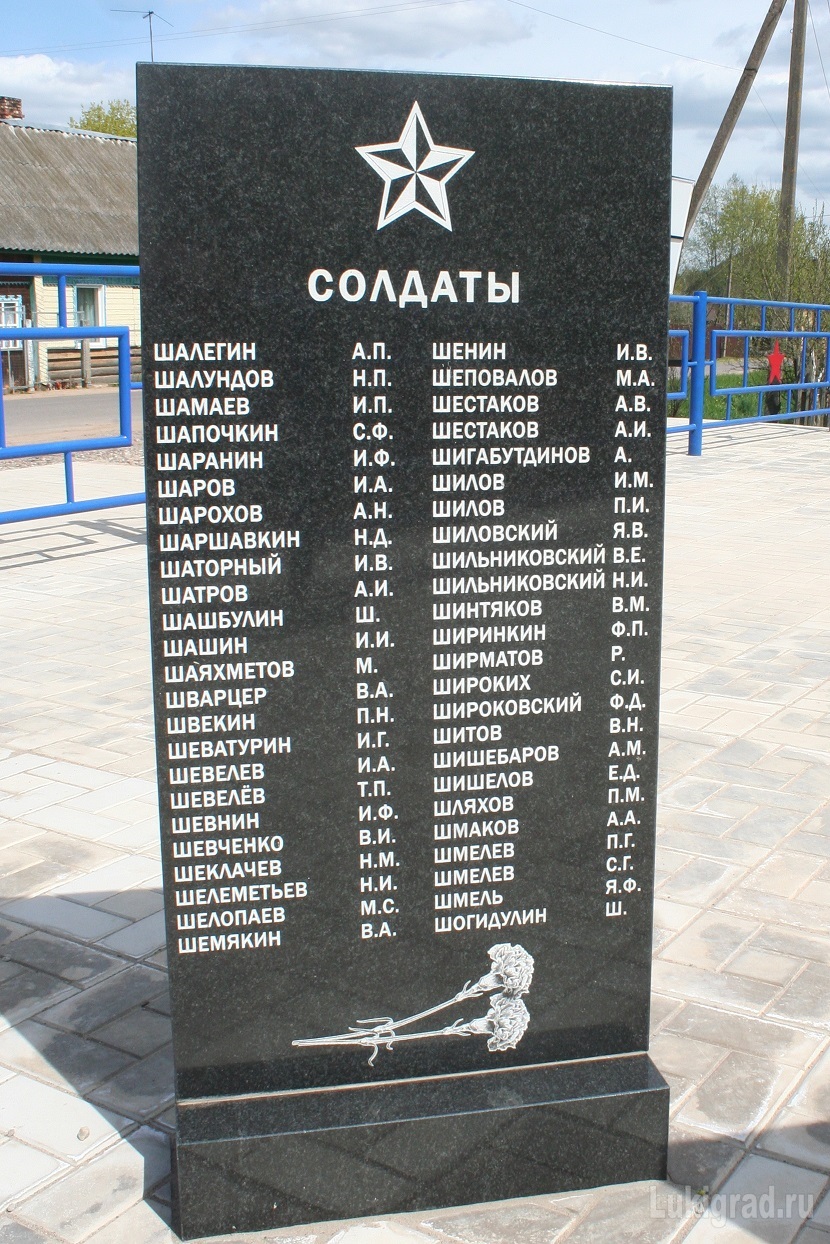 СОЛДАТЫ
ШАЛЕГИН А.П.
ШАЛУНДОВ Н.П.
ШАМАЕВ И.П.
ШАПОЧКИН С.Ф.
ШАРАНИН И.Ф.
ШАРОВ И.А.
ШАРОХОВ А.Н.
ШАРШАВКИН Н.Д.
ШАТОРНЫЙ И.В.
ШАТРОВ А.И.
ШАШБУЛИН Ш.
ШАШИН И.И.
ШАЯХМЕТОВ М.
ШВАРЦЕР В.А.
ШВЕКИН П.Н.
ШЕВАТУРИН И.Г.
ШЕВЕЛЕВ И.А.
ШЕВЕЛЁВ Т.П.
ШЕВНИН И.Ф.
ШЕВЧЕНКО В.И.
ШЕКЛАЧЕВ Н.М.
ШЕЛЕМЕТЬЕВ Н.И.
ШЕЛОПАЕВ М.С.
ШЕМЯКИН В.А.
ШЕНИН И.В.
ШЕПОВАЛОВ М.А.
ШЕСТАКОВ А.В.
ШЕСТАКОВ А.И.
ШИГАБУТДИНОВ А.
ШИЛОВ И.М.
ШИЛОВ П.И.
ШИЛОВСКИЙ Я.В.
ШИЛЬНИКОВСКИЙ В.Е.
ШИЛЬНИКОВСКИЙ Н.И.
ШИНТЯКОВ В.М.
ШИРИНКИН Ф.П.
ШИРМАТОВ Р.
ШИРОКИХ С.И.
ШИРОКОВСКИЙ Ф.Д.
ШИТОВ В.Н.
ШИШЕБАРОВ А.М.
ШИШЕЛОВ Е.Д.
ШЛЯХОВ П.М.
ШМАКОВ А.А.
ШМЕЛЕВ П.Г.
ШМЕЛЕВ С.Г.
ШМЕЛЬ Я.Ф.
ШОГИДУЛИН Ш.
Lukigrad.ru